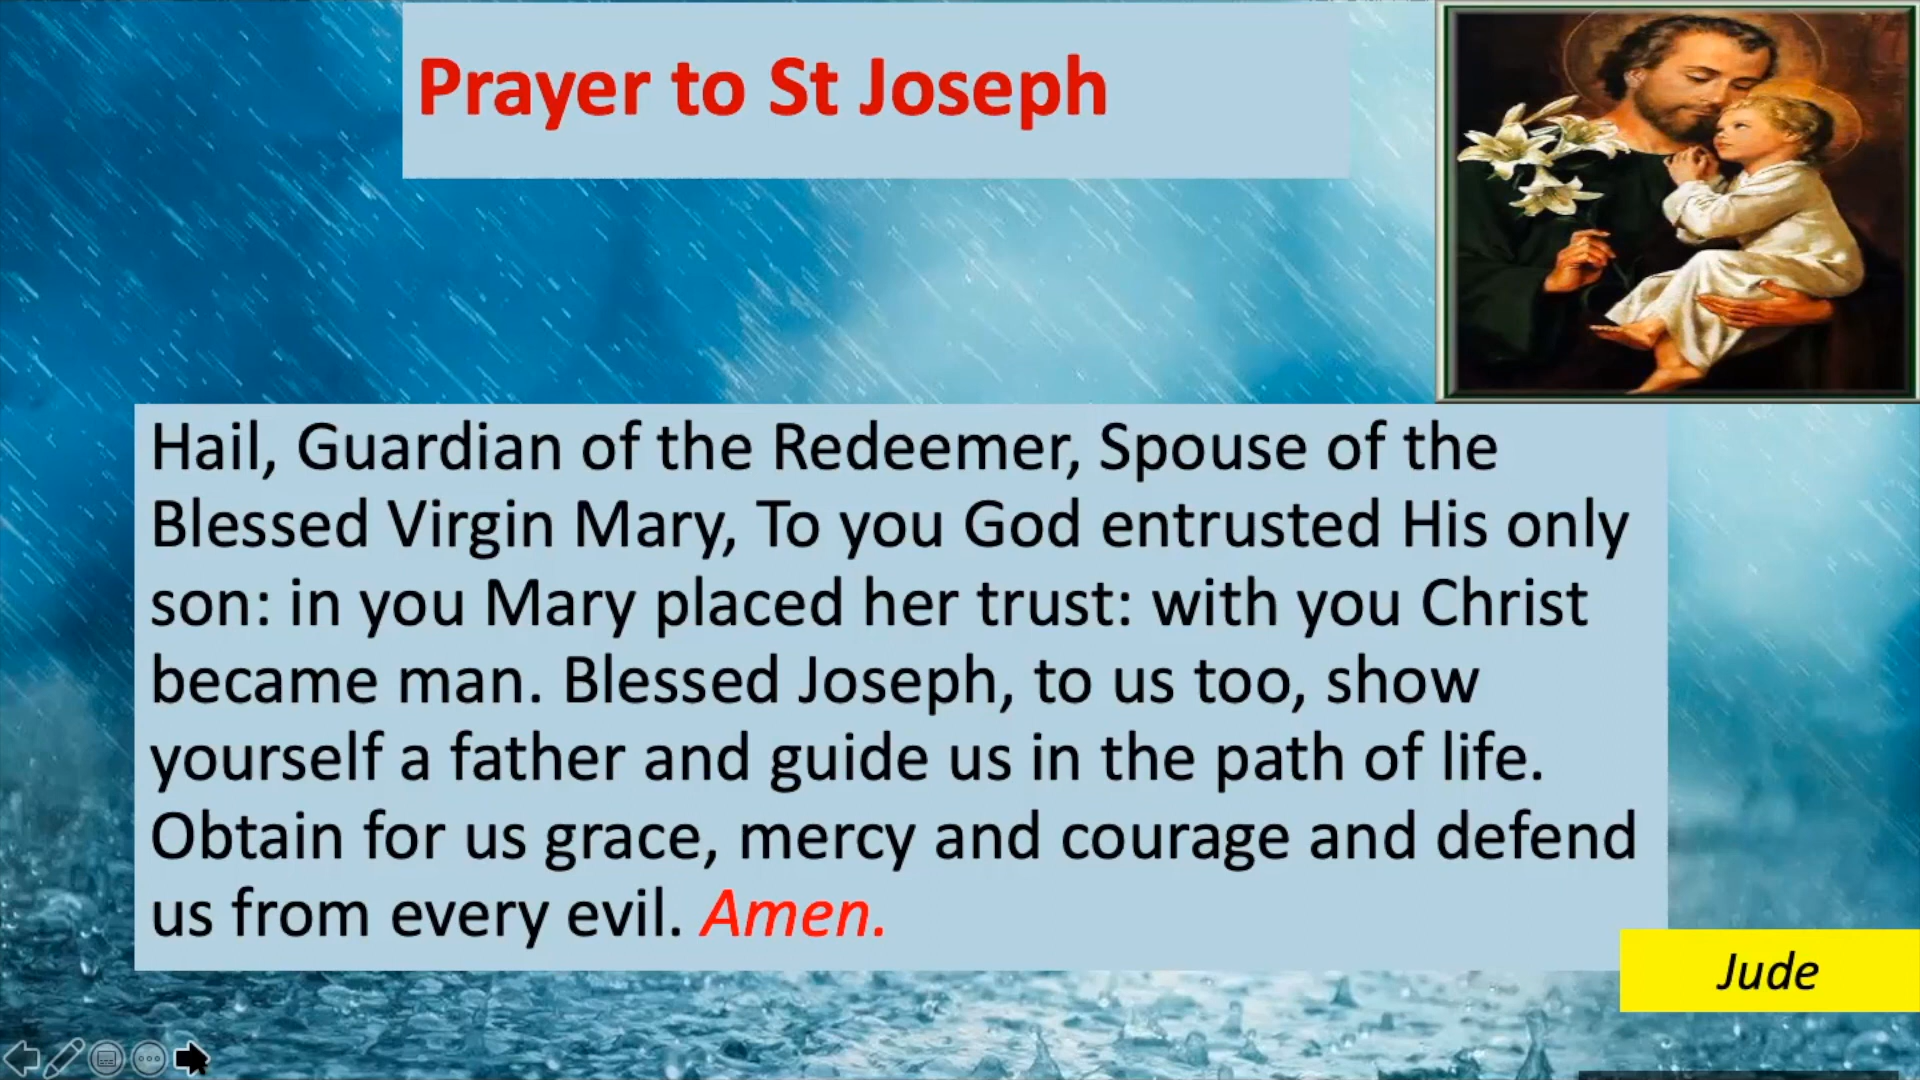 Prayer to St Joseph
Hail, Guardian of the Redeemer, Spouse of the
Blessed Virgin Mary, To you God entrusted His only
son: in you Mary placed her trust: with you Christ
became man. Blessed Joseph, to us too, show
yourself a father and guide us in the path of life.
Obtain for us grace, mercy and courage and defend
us from every evil. Amen.
Jude